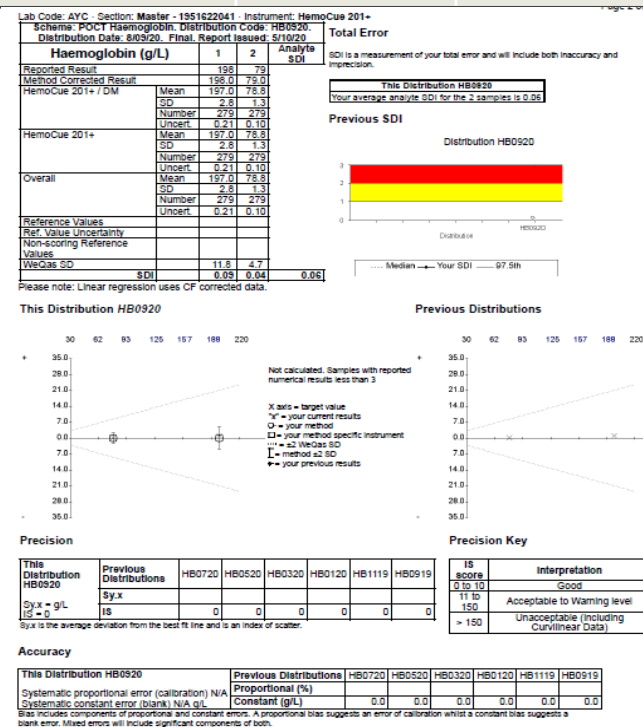 Lab Code: AYC - Section: Master - 1951622041 - Instrument: HemoCue 201+
Scheme: POCT Haemoglobin. Distribution Code: HB0920.
Distribution Date: 8/09/20. Final. Report Issued: 5/10/20
Haemoglobin (g/L) 1 2 Analyte SDI
Reported Result 198 79
Method Corrected Result 198.0 79.0
HemoCue 201+ / DM Mean 197.0 78.8
SD 2.8 1.3
Number 279 279
Uncert. 0.21 0.10
HemoCue 201+ Mean 197.0 78.8
SD 2.8 1.3
Number 279 279
Uncert. 0.21 0.10
Overall Mean 197.0 78.8
SD 2.8 1.3
Number 279 279
Uncert. 0.21 0.10
Reference Values
Ref. Value Uncertainty
Non-scoring Reference
Values
WeQas SD 11.8 4.7
SDI 0.09 0.04 0.06
Please note: Linear regression uses CF corrected data.
Total Error
SDI is a measurement of your total error and will include both inaccuracy and
imprecision.
This Distribution HB0920
Your average analyte SDI for the 2 samples is 0.06
Previous SDI
Distribution HB0920
3
2
1
0
HB0920
Distribution
Median Your SDI 97.5th
This Distribution HB0920
30 62 93 125 157 188 220
+
35.0
28.0
21.0
14.0
7.0
0.0
7.0
14.0
21.0
28.0
35.0
-
Not calculated. Samples with reported
numerical results less than 3
X axis = target value
"x" = your current results
= your method
= your method specific instrument
= ±2 WeQas SD
= method ±2 SD
= your previous results
Previous Distributions
30 62 93 125 157 188 220
+
35.0
28.0
21.0
14.0
7.0
0.0
7.0
14.0
21.0
28.0
35.0
-
Precision
This Distribution HB0920 Previous Distributions HB0720 HB0520 HB0320 HB0120 HB1119 HB0919
Sy.x = g/L Sy.x
IS = 0 IS 0 0 0 0 0 0
Sy.x is the average deviation from the best fit line and is an index of scatter.
Precision Key
IS score Interpretation
0 to 10 Good
11 to 150 Acceptable to Warning level
> 150 Unacceptable (Including Curvilinear Data)
Accuracy
This Distribution HB0920 Previous Distributions HB0720 HB0520 HB0320 HB0120 HB1119 HB0919
Systematic proportional error (calibration) N/A Proportional (%)
Systematic constant error (blank) N/A g/L Constant (g/L) 0.0 0.0 0.0 0.0 0.0 0.0
Bias includes components of proportional and constant errors. A proportional bias suggests an error of calibration whilst a constant bias suggests a
blank error. Mixed errors will include significant components of both.